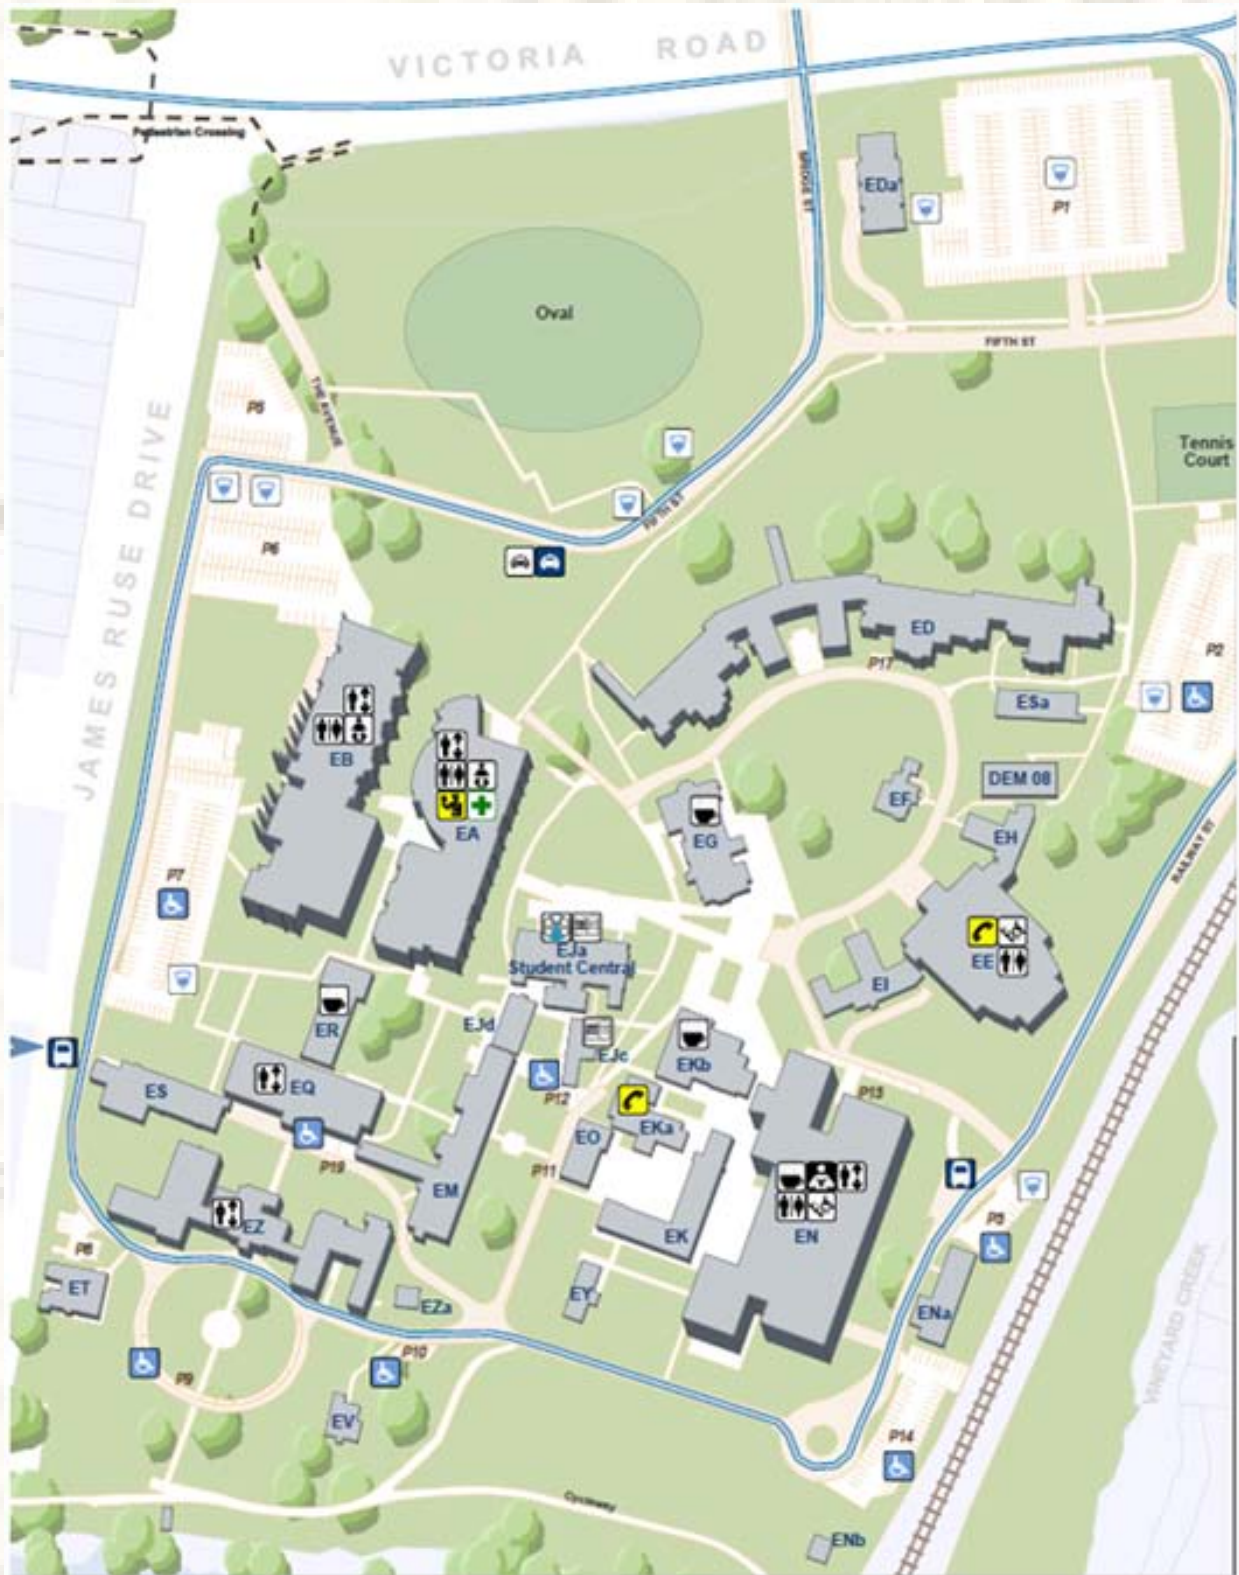 VICTORIA ROAD
Pedestrian Crossing
BRIDGE ST
EDa
P1
Oval
FIFTH ST
THE AVENUE
P5
Tennis
Court
JAMES RUSE DRIVE
FIFTH ST
P6
ED
P17
P2
ESa
EB
DEM 08
EF
EA
EG
EH
RAILWAY ST
P7
EJa
Student Central
EE
EI
ER
EJd
EJc
EKb
ES
EQ
P12
P15
EO
EKa
P19
P11
EM
EZ
EK
EN
P8
ET
EY
EZa
ENa
VINEYARD CREEK
P10
P9
EV
P14
Cycleway
ENb